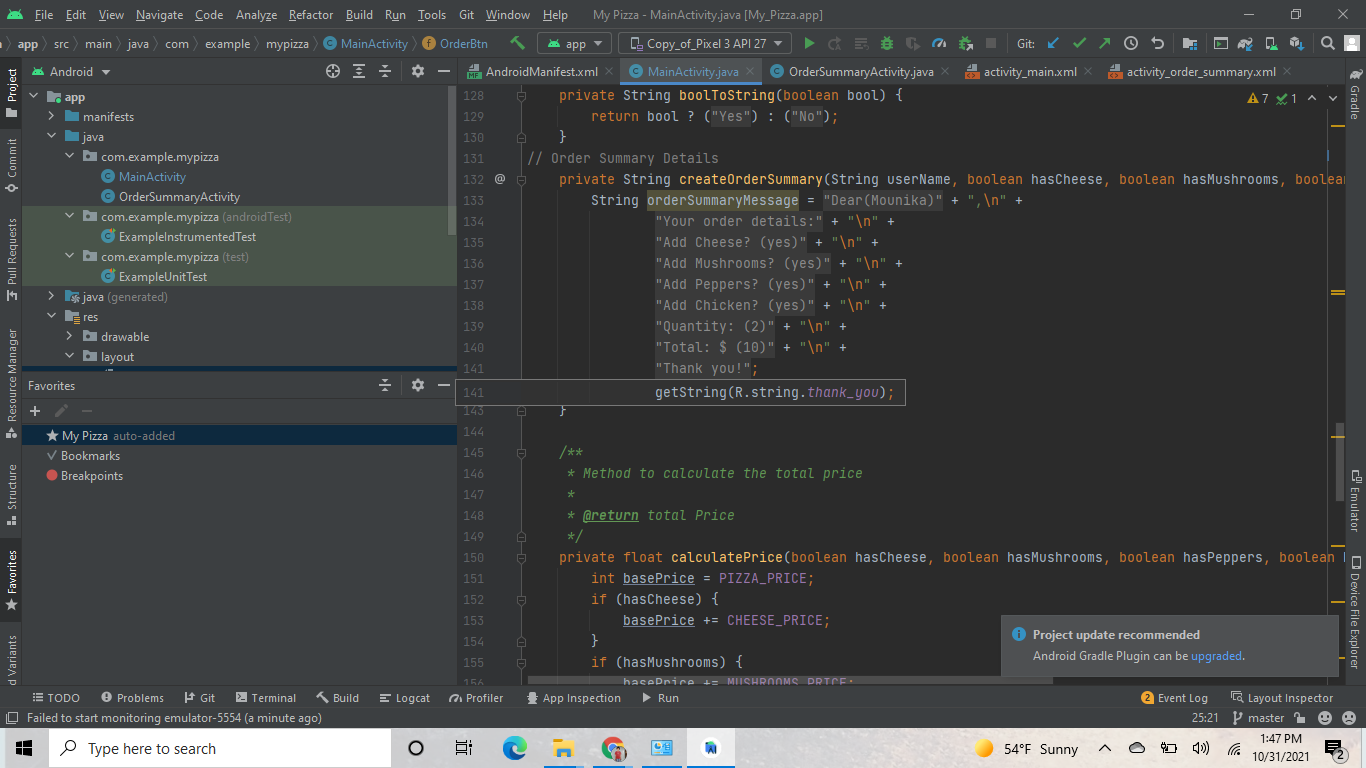 File Edit View Navigate Code Analyze Refactor Build Run Tools Git Window Help My Pizza - MainActivity.java [My_Pizza.app]
app src main java com example mypizza MainActivity OrderBtn app Copy_of_Pixel 3 API 27 Git:
Project
Commit
Pull Requests
Resource Manager
Structure
Favorites
d Variants
Android
app
manifests
java
com.example.mypizza
MainActivity
OrderSummaryActivity
com.example.mypizza (androidTest)
ExampleInstrumentedTest
com.example.mypizza (test)
ExampleUnitTest
java (generated)
res
drawable
layout
Favorites
My Pizza auto-added
Bookmarks
Breakpoints
AndroidManifest.xml MainActivity.java OrderSummaryActivity.java activity_main.xml activity_order_summary.xml
7 1
128 private String boolToString(boolean bool) {
129 return bool ? ("Yes") : ("No");
130 }
131 // Order Summary Details
132 @ private String createOrderSummary(String userName, boolean hasCheese, boolean hasMushrooms, boolea
133 String orderSummaryMessage = "Dear(Mounika)" + ",\n" +
134 "Your order details:" + "\n" +
135 "Add Cheese? (yes)" + "\n" +
136 "Add Mushrooms? (yes)" + "\n" +
137 "Add Peppers? (yes)" + "\n" +
138 "Add Chicken? (yes)" + "\n" +
139 "Quantity: (2)" + "\n" +
140 "Total: $ (10)" + "\n" +
141 "Thank you!";
141 getString(R.string.thank_you);
143 }
144
145 /**
146 * Method to calculate the total price
147 *
148 * @return total Price
149 */
150 private float calculatePrice(boolean hasCheese, boolean hasMushrooms, boolean hasPeppers, boolean h
151 int basePrice = PIZZA_PRICE;
152 if (hasCheese) {
153 basePrice += CHEESE_PRICE;
154 }
155 if (hasMushrooms) {
156 basePrice += MUSHROOMS_PRICE;
Gradle
Emulator
Device File Explorer
Project update recommended
Android Gradle Plugin can be upgraded.
TODO Problems Git Terminal Build Logcat Profiler App Inspection Run 2 Event Log Layout Inspector
Failed to start monitoring emulator-5554 (a minute ago) 25:21 master
Type here to search 54°F Sunny 1:47 PM
10/31/2021 2